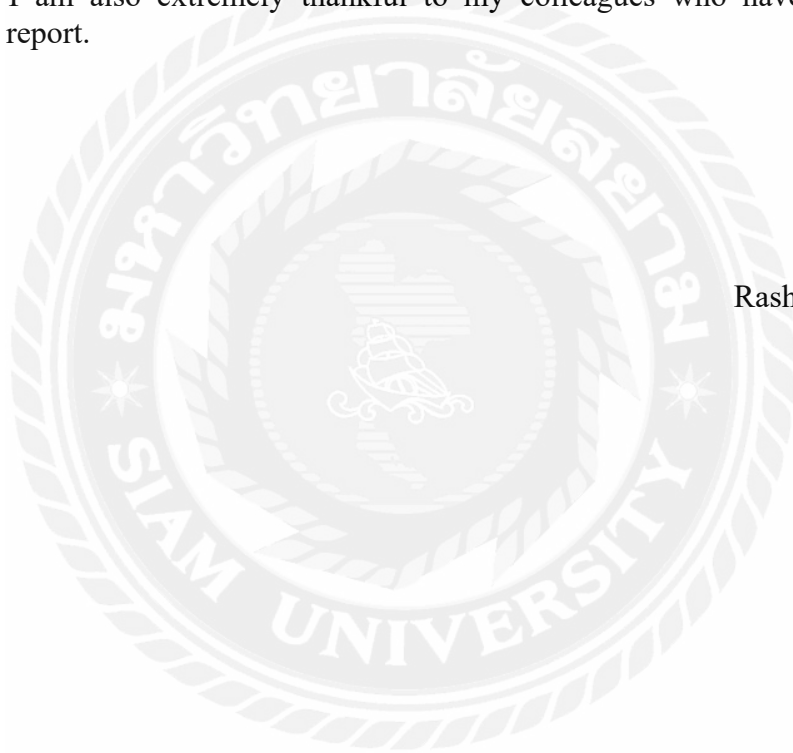 I am also extremely thankful to my colleagues who have
report.
มหาวิทยาลัยสยาม
Rash
SIAM UNIVERSITY